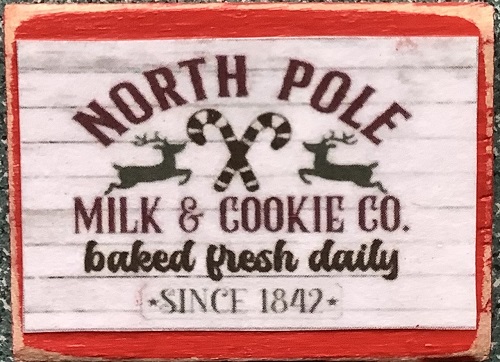 NORTH POLE
MILK & COOKIE CO.
baked fresh daily
★SINCE 1842★